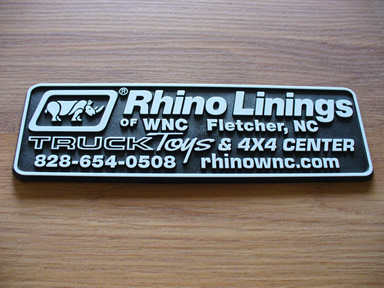 ® Rhino Linings
OF WNC Fletcher, NC
TRUCK Toys & 4X4 CENTER
828-654-0508 rhinownc.com